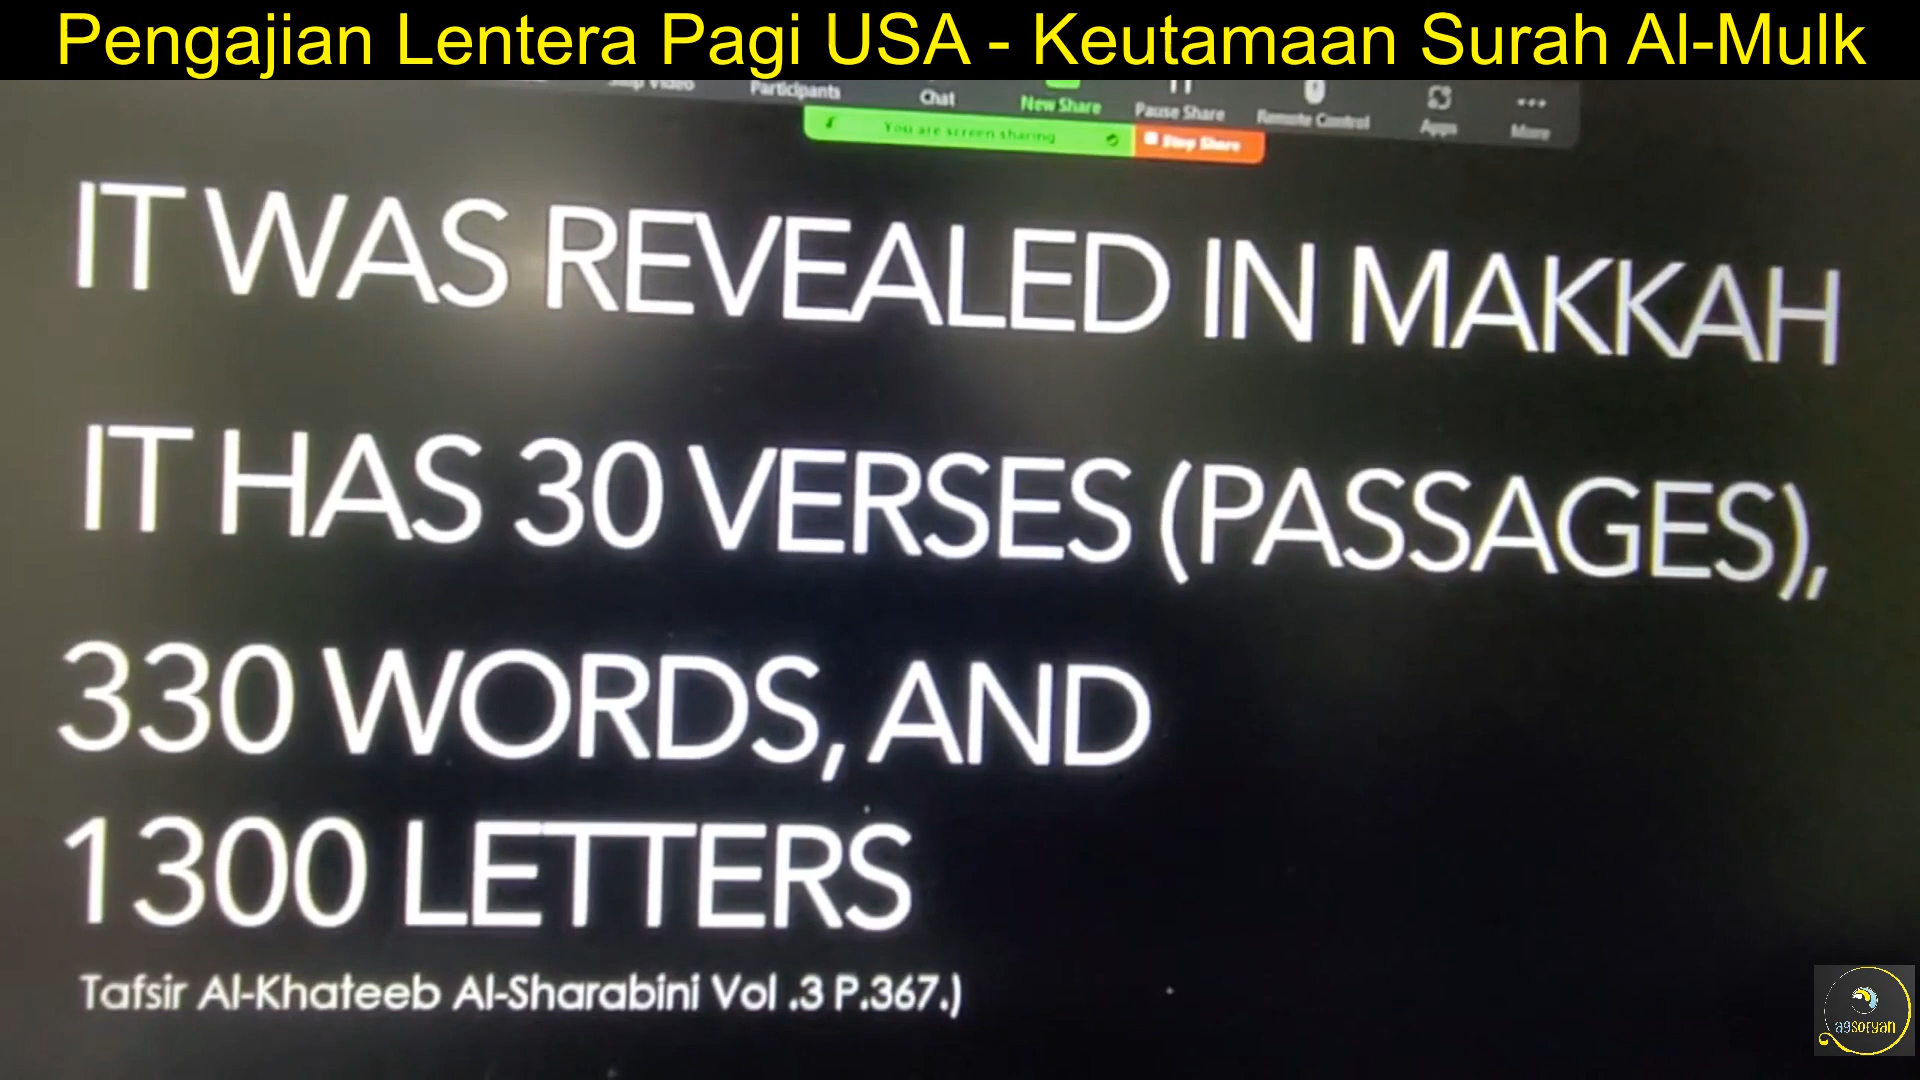 Pengajian Lentera Pagi USA - Keutamaan Surah Al-Mulk
Stop Video
Participants
Chat
New Share
Pause Share
Remote Control
Apps
More
You are screen sharing
Stop Share
IT WAS REVEALED IN MAKKAH
IT HAS 30 VERSES (PASSAGES),
330 WORDS, AND
1300 LETTERS
Tafsir Al-Khateeb Al-Sharabini Vol .3 P.367.)
agsoryan